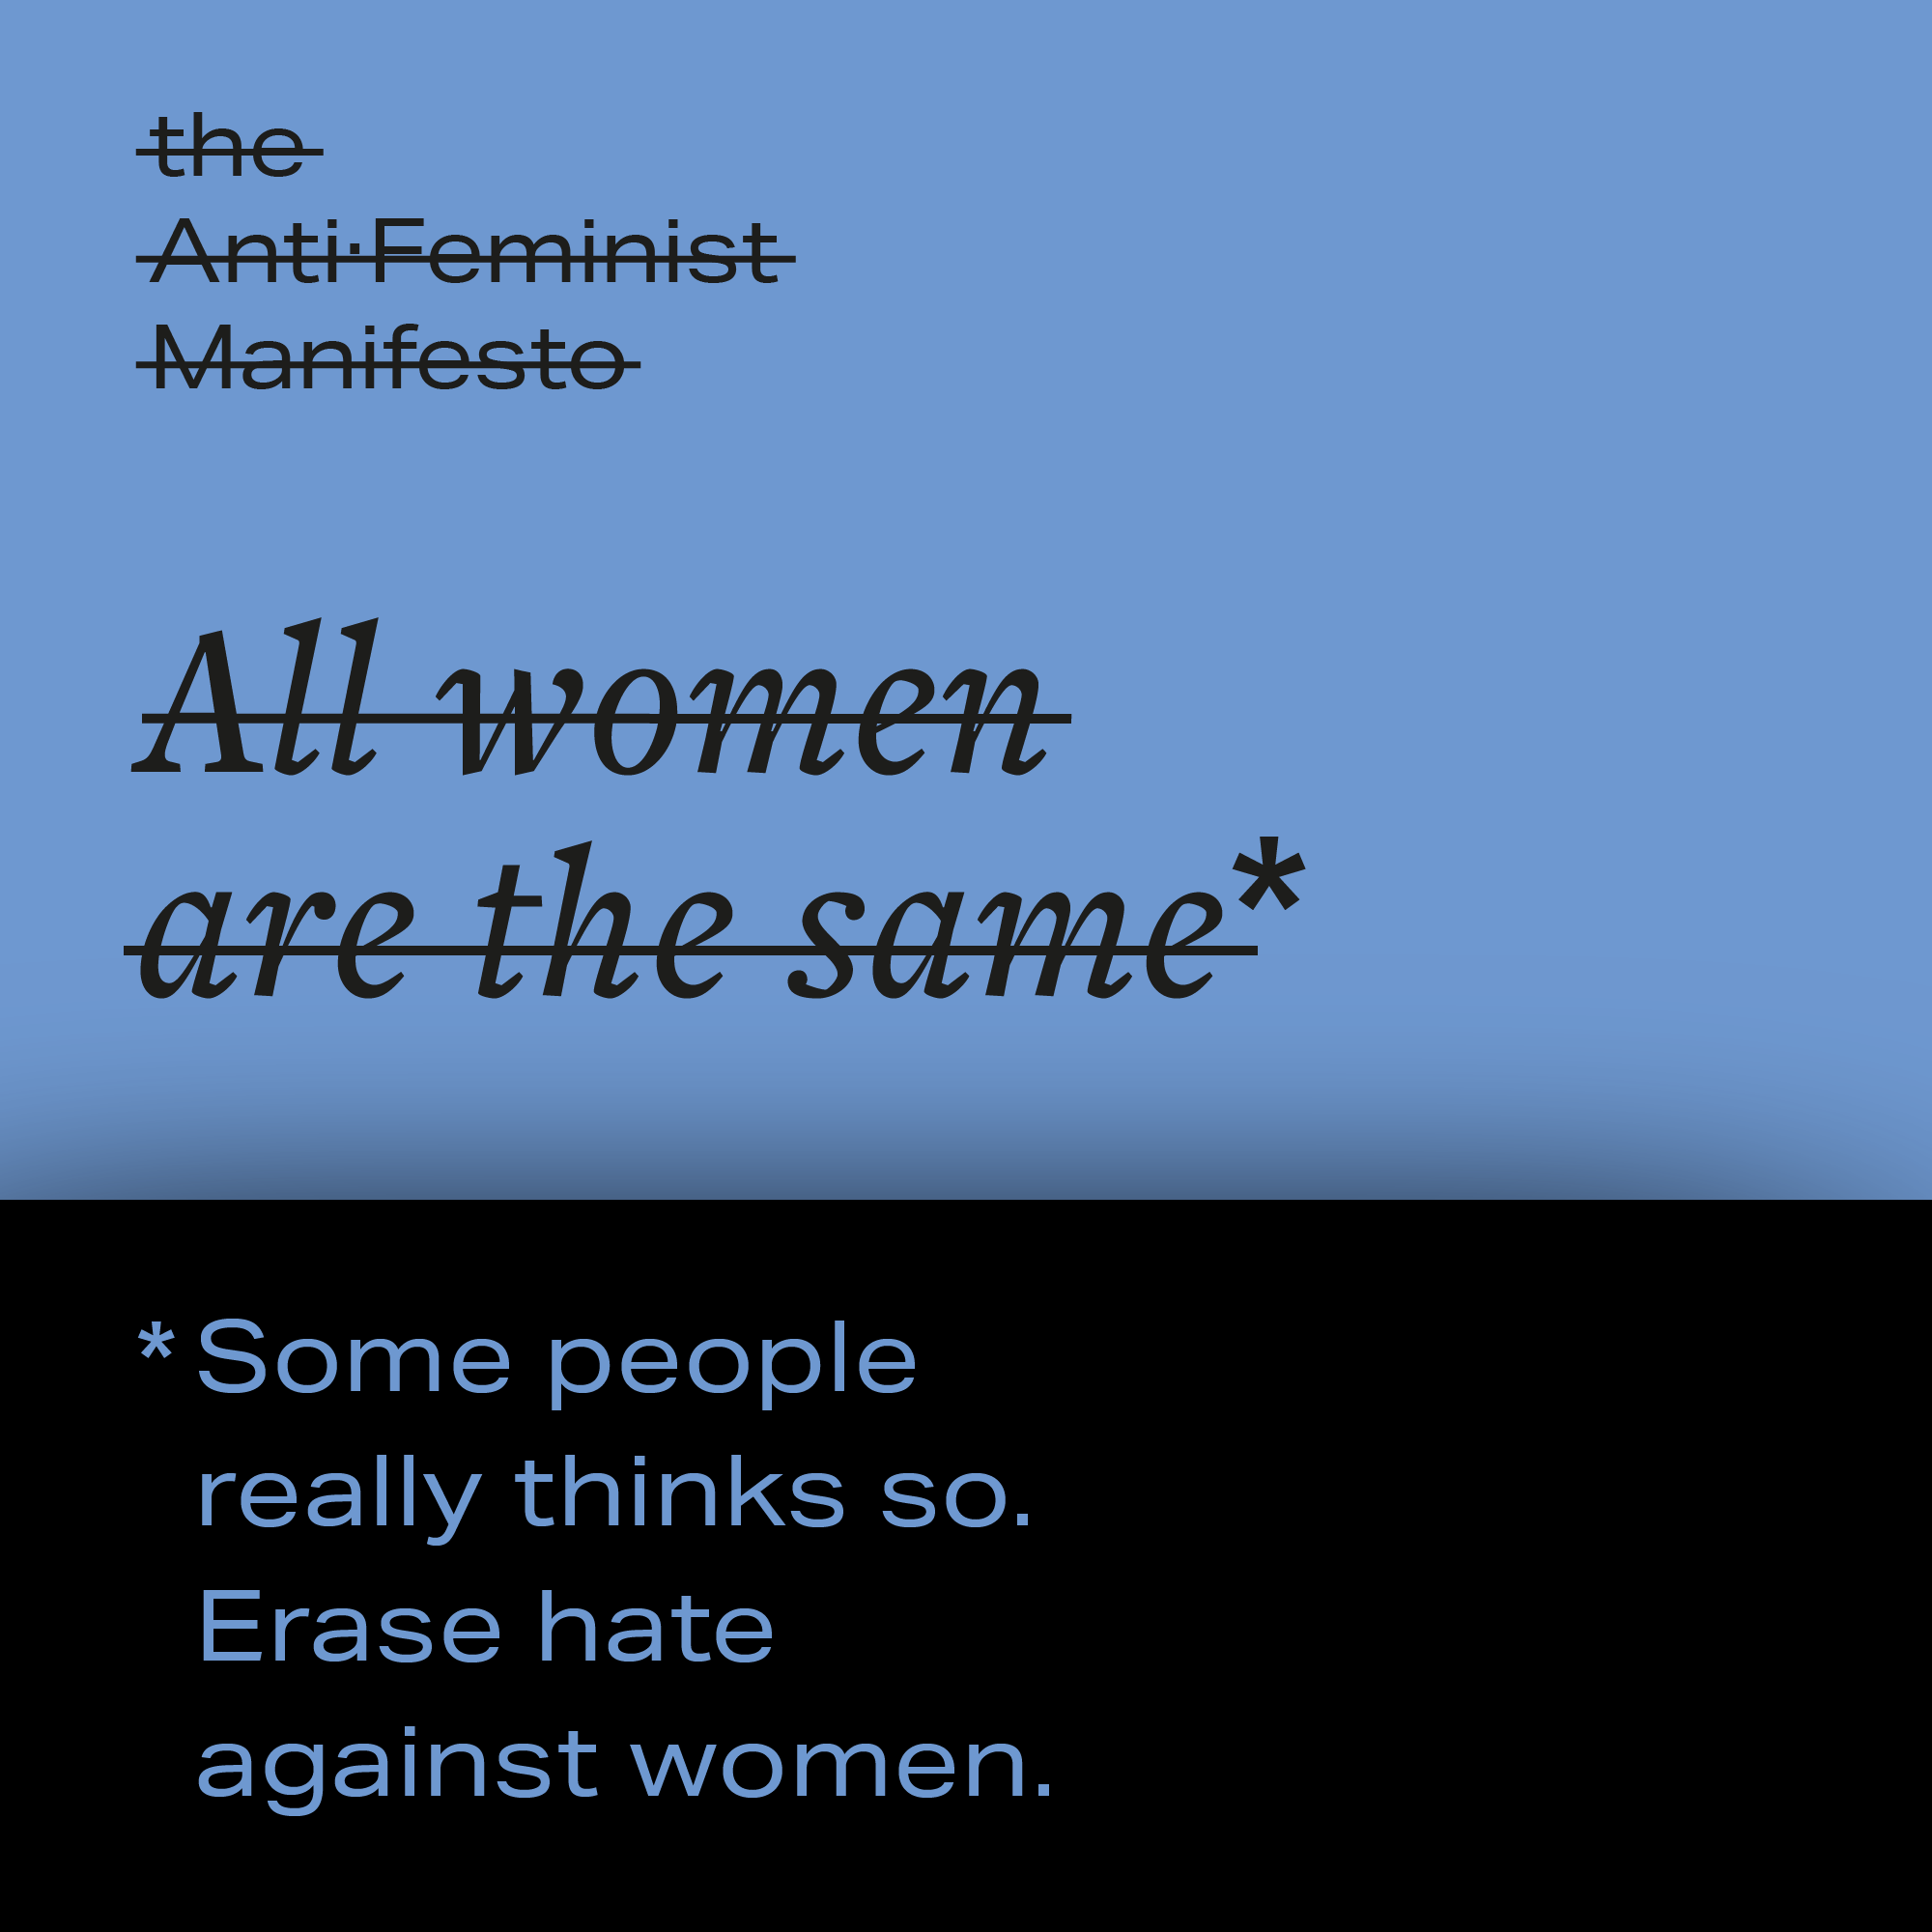 the
Anti·Feminist
Manifesto
All women
are the same*
*Some people
really thinks so.
Erase hate
against women.